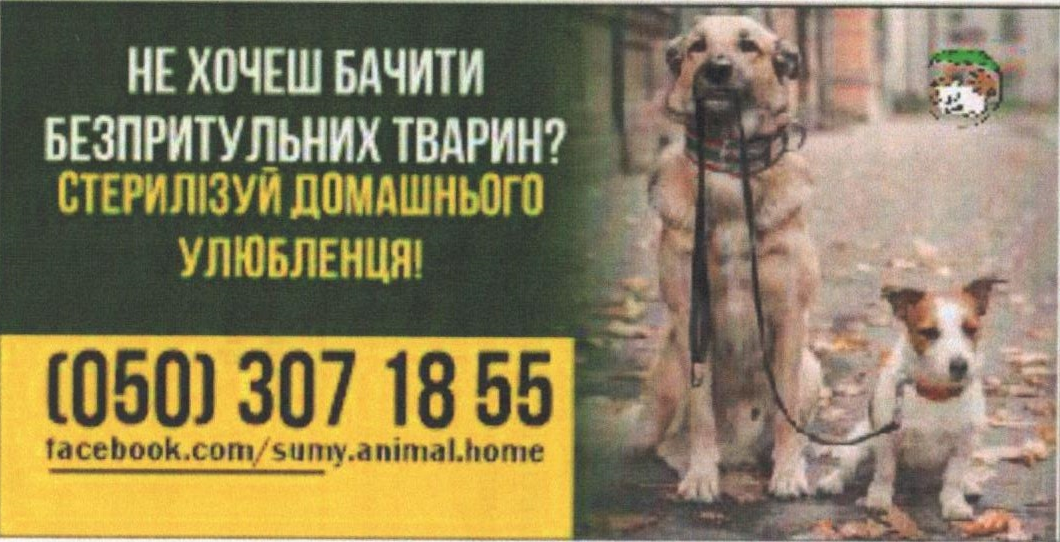 НЕ ХОЧЕШ БАЧИТИ
БЕЗПРИТУЛЬНИХ ТВАРИН?
СТЕРИЛІЗУЙ ДОМАШНЬОГО
УЛЮБЛЕНЦЯ!
(050) 307 18 55
facebook.com/sumy.animal.home